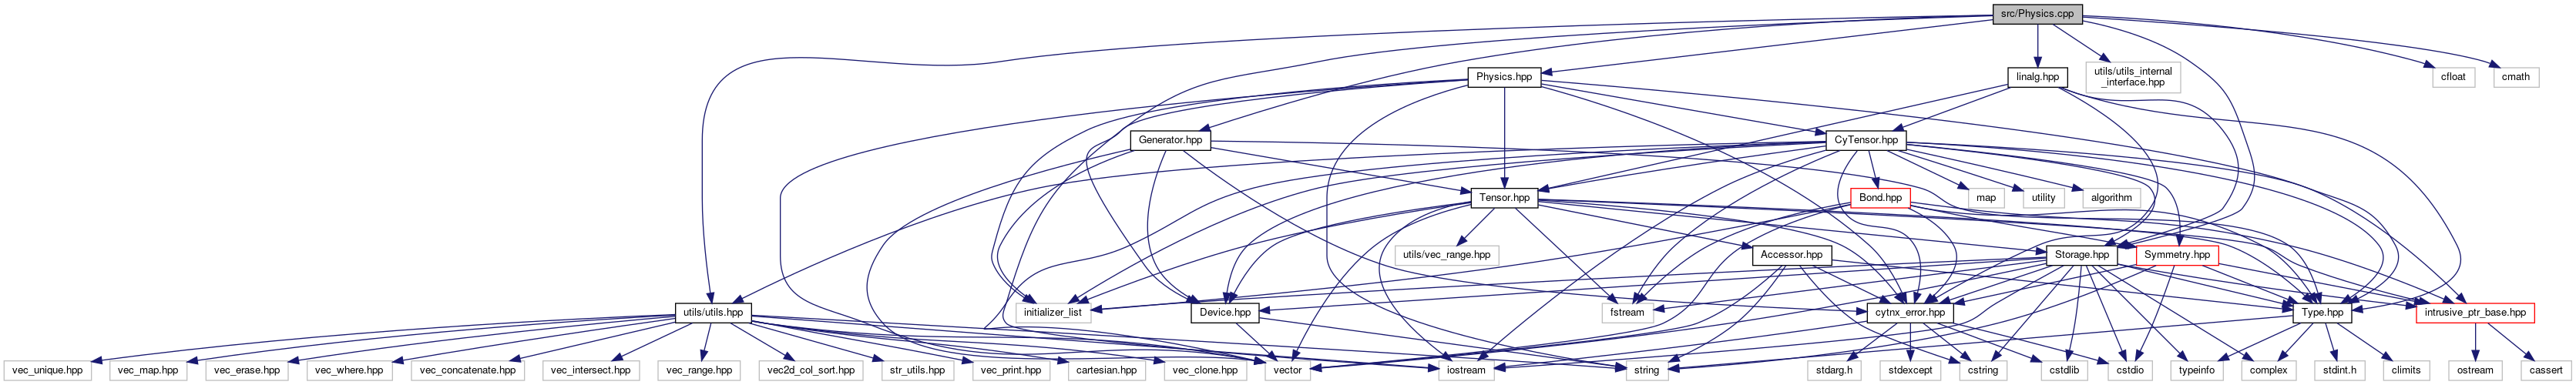 src/Physics.cpp
Physics.hpp
linalg.hpp
utils/utils_internal
_interface.hpp
cfloat
cmath
Generator.hpp
CyTensor.hpp
Tensor.hpp
Bond.hpp
map
utility
algorithm
utils/vec_range.hpp
Accessor.hpp
Storage.hpp
Symmetry.hpp
utils/utils.hpp
initializer_list
Device.hpp
fstream
cytnx_error.hpp
Type.hpp
intrusive_ptr_base.hpp
vec_unique.hpp
vec_map.hpp
vec_erase.hpp
vec_where.hpp
vec_concatenate.hpp
vec_intersect.hpp
vec_range.hpp
vec2d_col_sort.hpp
str_utils.hpp
vec_print.hpp
cartesian.hpp
vec_clone.hpp
vector
iostream
string
stdarg.h
stdexcept
cstring
cstdlib
cstdio
typeinfo
complex
stdint.h
climits
ostream
cassert